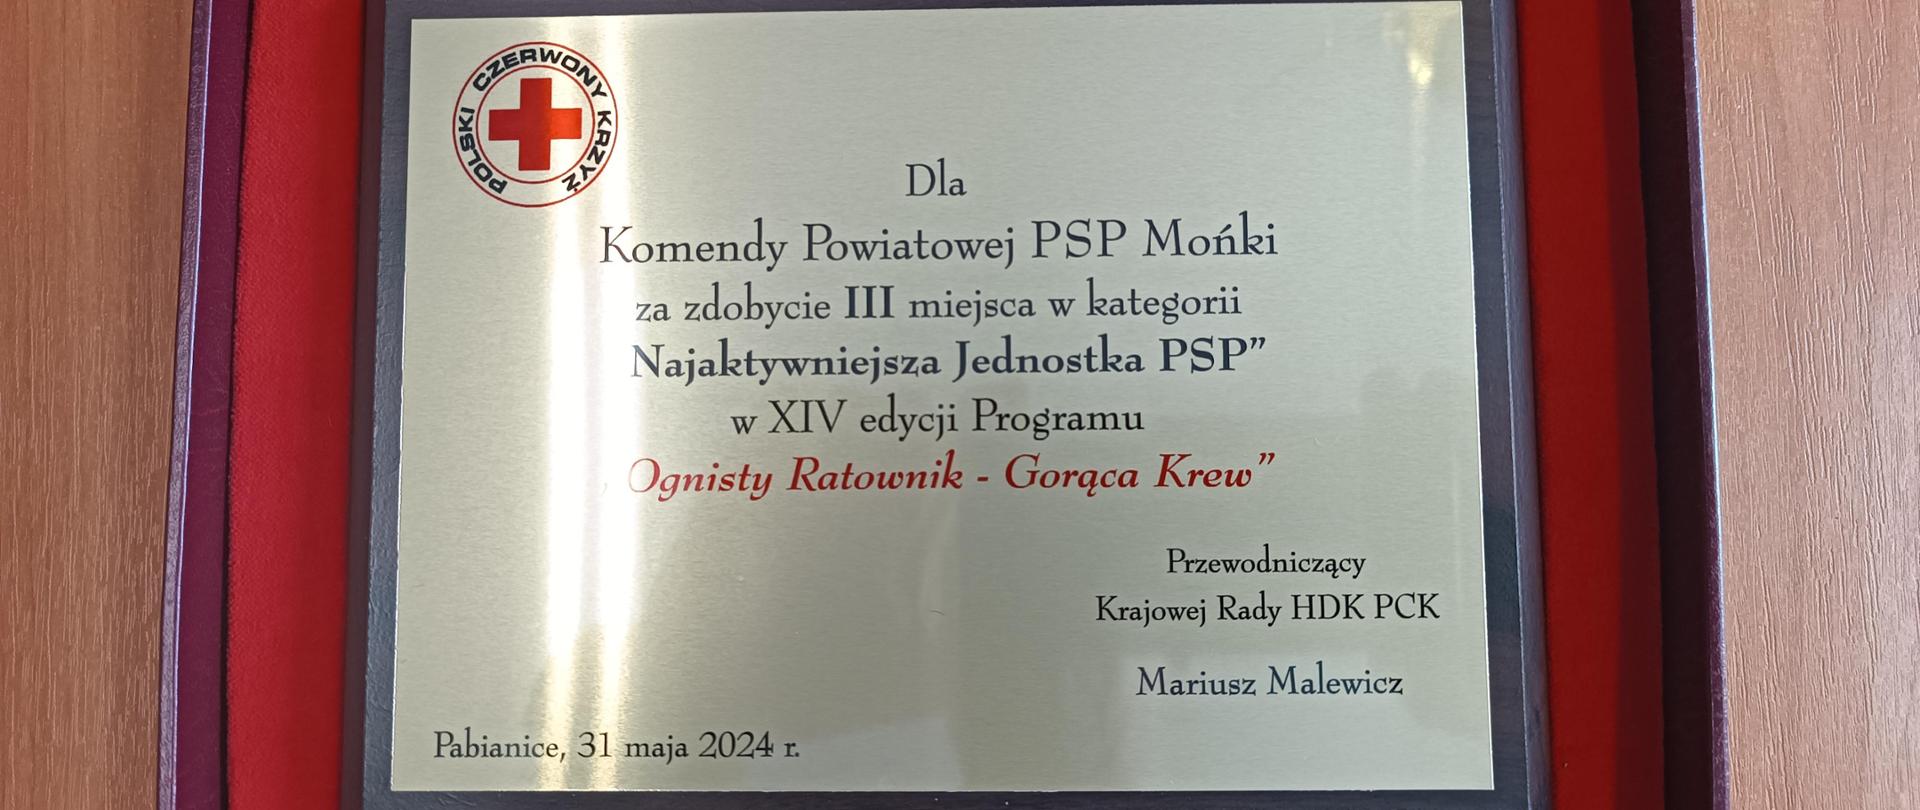 POLSKI CZERWONY KRZYŻ
Dla
Komendy Powiatowej PSP Mońki
za zdobycie III miejsca w kategorii
Najaktywniejsza Jednostka PSP”
w XIV edycji Programu
Ognisty Ratownik - Gorąca Krew”
Przewodniczący
Krajowej Rady HDK PCK
Mariusz Malewicz
Pabianice, 31 maja 2024 r.